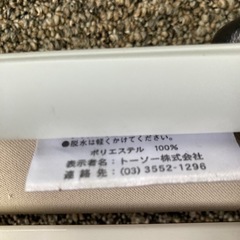 ●脱水は軽くかけてください。
ポリエステル 100%
表示者名：トーソー株式会社
連絡先：(03) 3552-1296